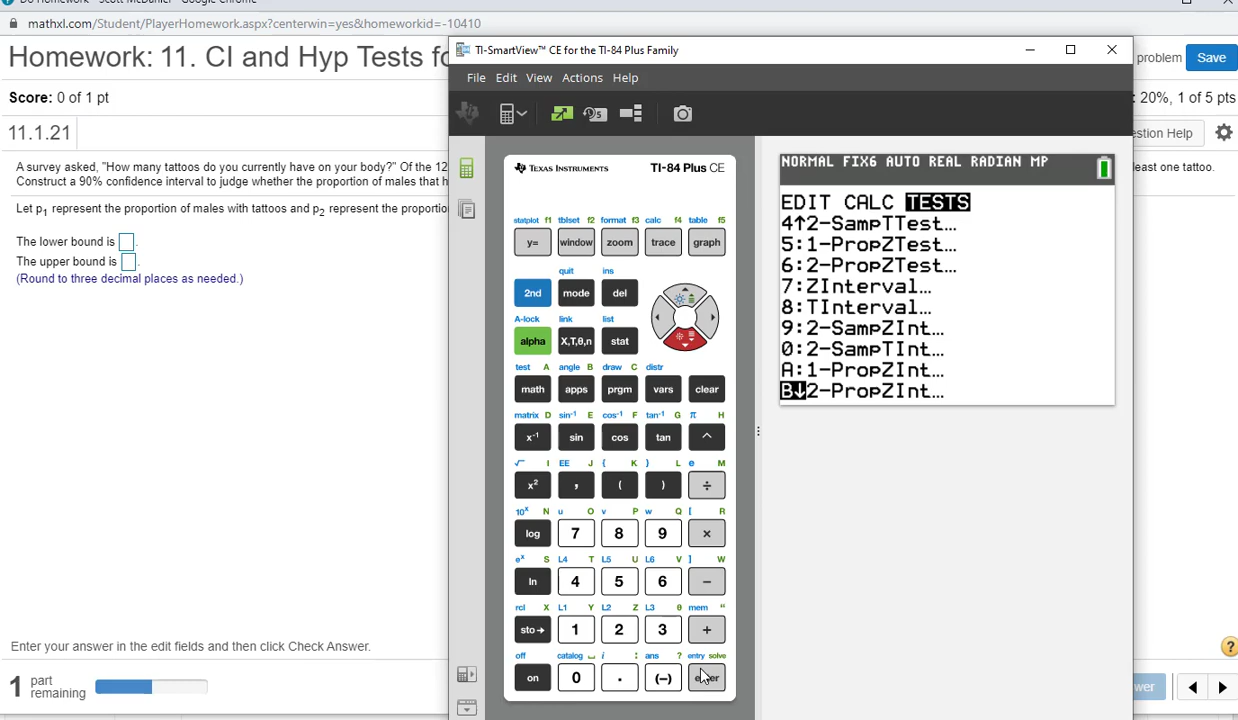 Do Homework - Scott McDaniel - Google Chrome
mathxl.com/Student/PlayerHomework.aspx?centerwin=yes&homeworkid=-10410
Homework: 11. CI and Hyp Tests fo
problem Save
Score: 0 of 1 pt
: 20%, 1 of 5 pts
11.1.21
estion Help
A survey asked, "How many tattoos do you currently have on your body?" Of the 12
east one tattoo.
Construct a 90% confidence interval to judge whether the proportion of males that h
Let p1 represent the proportion of males with tattoos and p2 represent the proportio
The lower bound is
The upper bound is
(Round to three decimal places as needed.)
Enter your answer in the edit fields and then click Check Answer.
1 part remaining
wer
?
TI-SmartView™ CE for the TI-84 Plus Family
File Edit View Actions Help
TEXAS INSTRUMENTS TI-84 Plus CE
statplot f1 tblset f2 format f3 calc f4 table f5
y= window zoom trace graph
quit ins
2nd mode del
A-lock link list
alpha X,T,θ,n stat
test A angle B draw C distr
math apps prgm vars clear
matrix D sin⁻¹ E cos⁻¹ F tan⁻¹ G π H
x⁻¹ sin cos tan ^
√ I EE J { K } L e M
x² , ( ) ÷
10ˣ N u O v P w Q [ R
log 7 8 9 ×
eˣ S L4 T L5 U L6 V ] W
ln 4 5 6 −
rcl X L1 Y L2 Z L3 θ mem "
sto→ 1 2 3 +
off catalog ⎵ i : ans ? entry solve
on 0 . (−) enter
NORMAL FIX6 AUTO REAL RADIAN MP
EDIT CALC TESTS
4↑2-SampTTest…
5:1-PropZTest…
6:2-PropZTest…
7:ZInterval…
8:TInterval…
9:2-SampZInt…
0:2-SampTInt…
A:1-PropZInt…
B↓2-PropZInt…